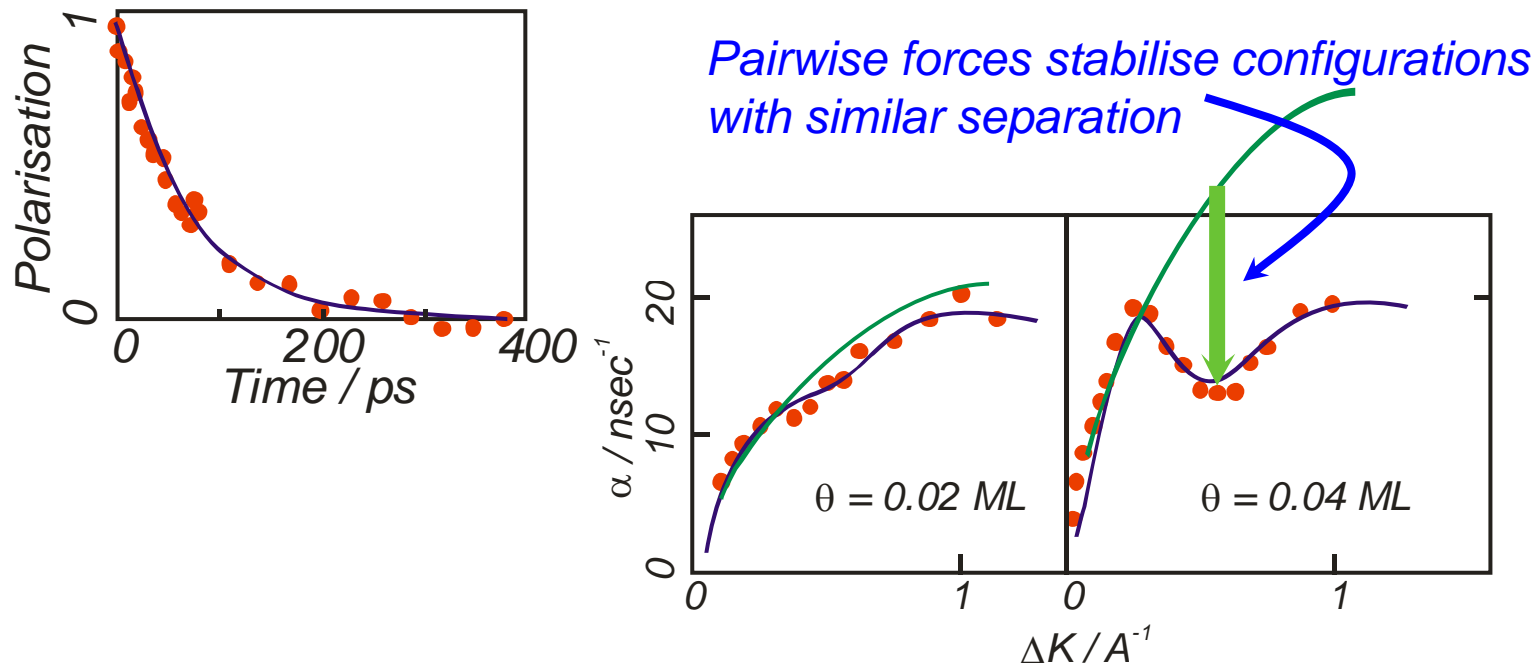 1
Polarisation
0
0
200
400
Time / ps
Pairwise forces stabilise configurations
with similar separation
20
10
0
α / nsec⁻¹
θ = 0.02 ML
θ = 0.04 ML
0
1
0
1
ΔK / A⁻¹